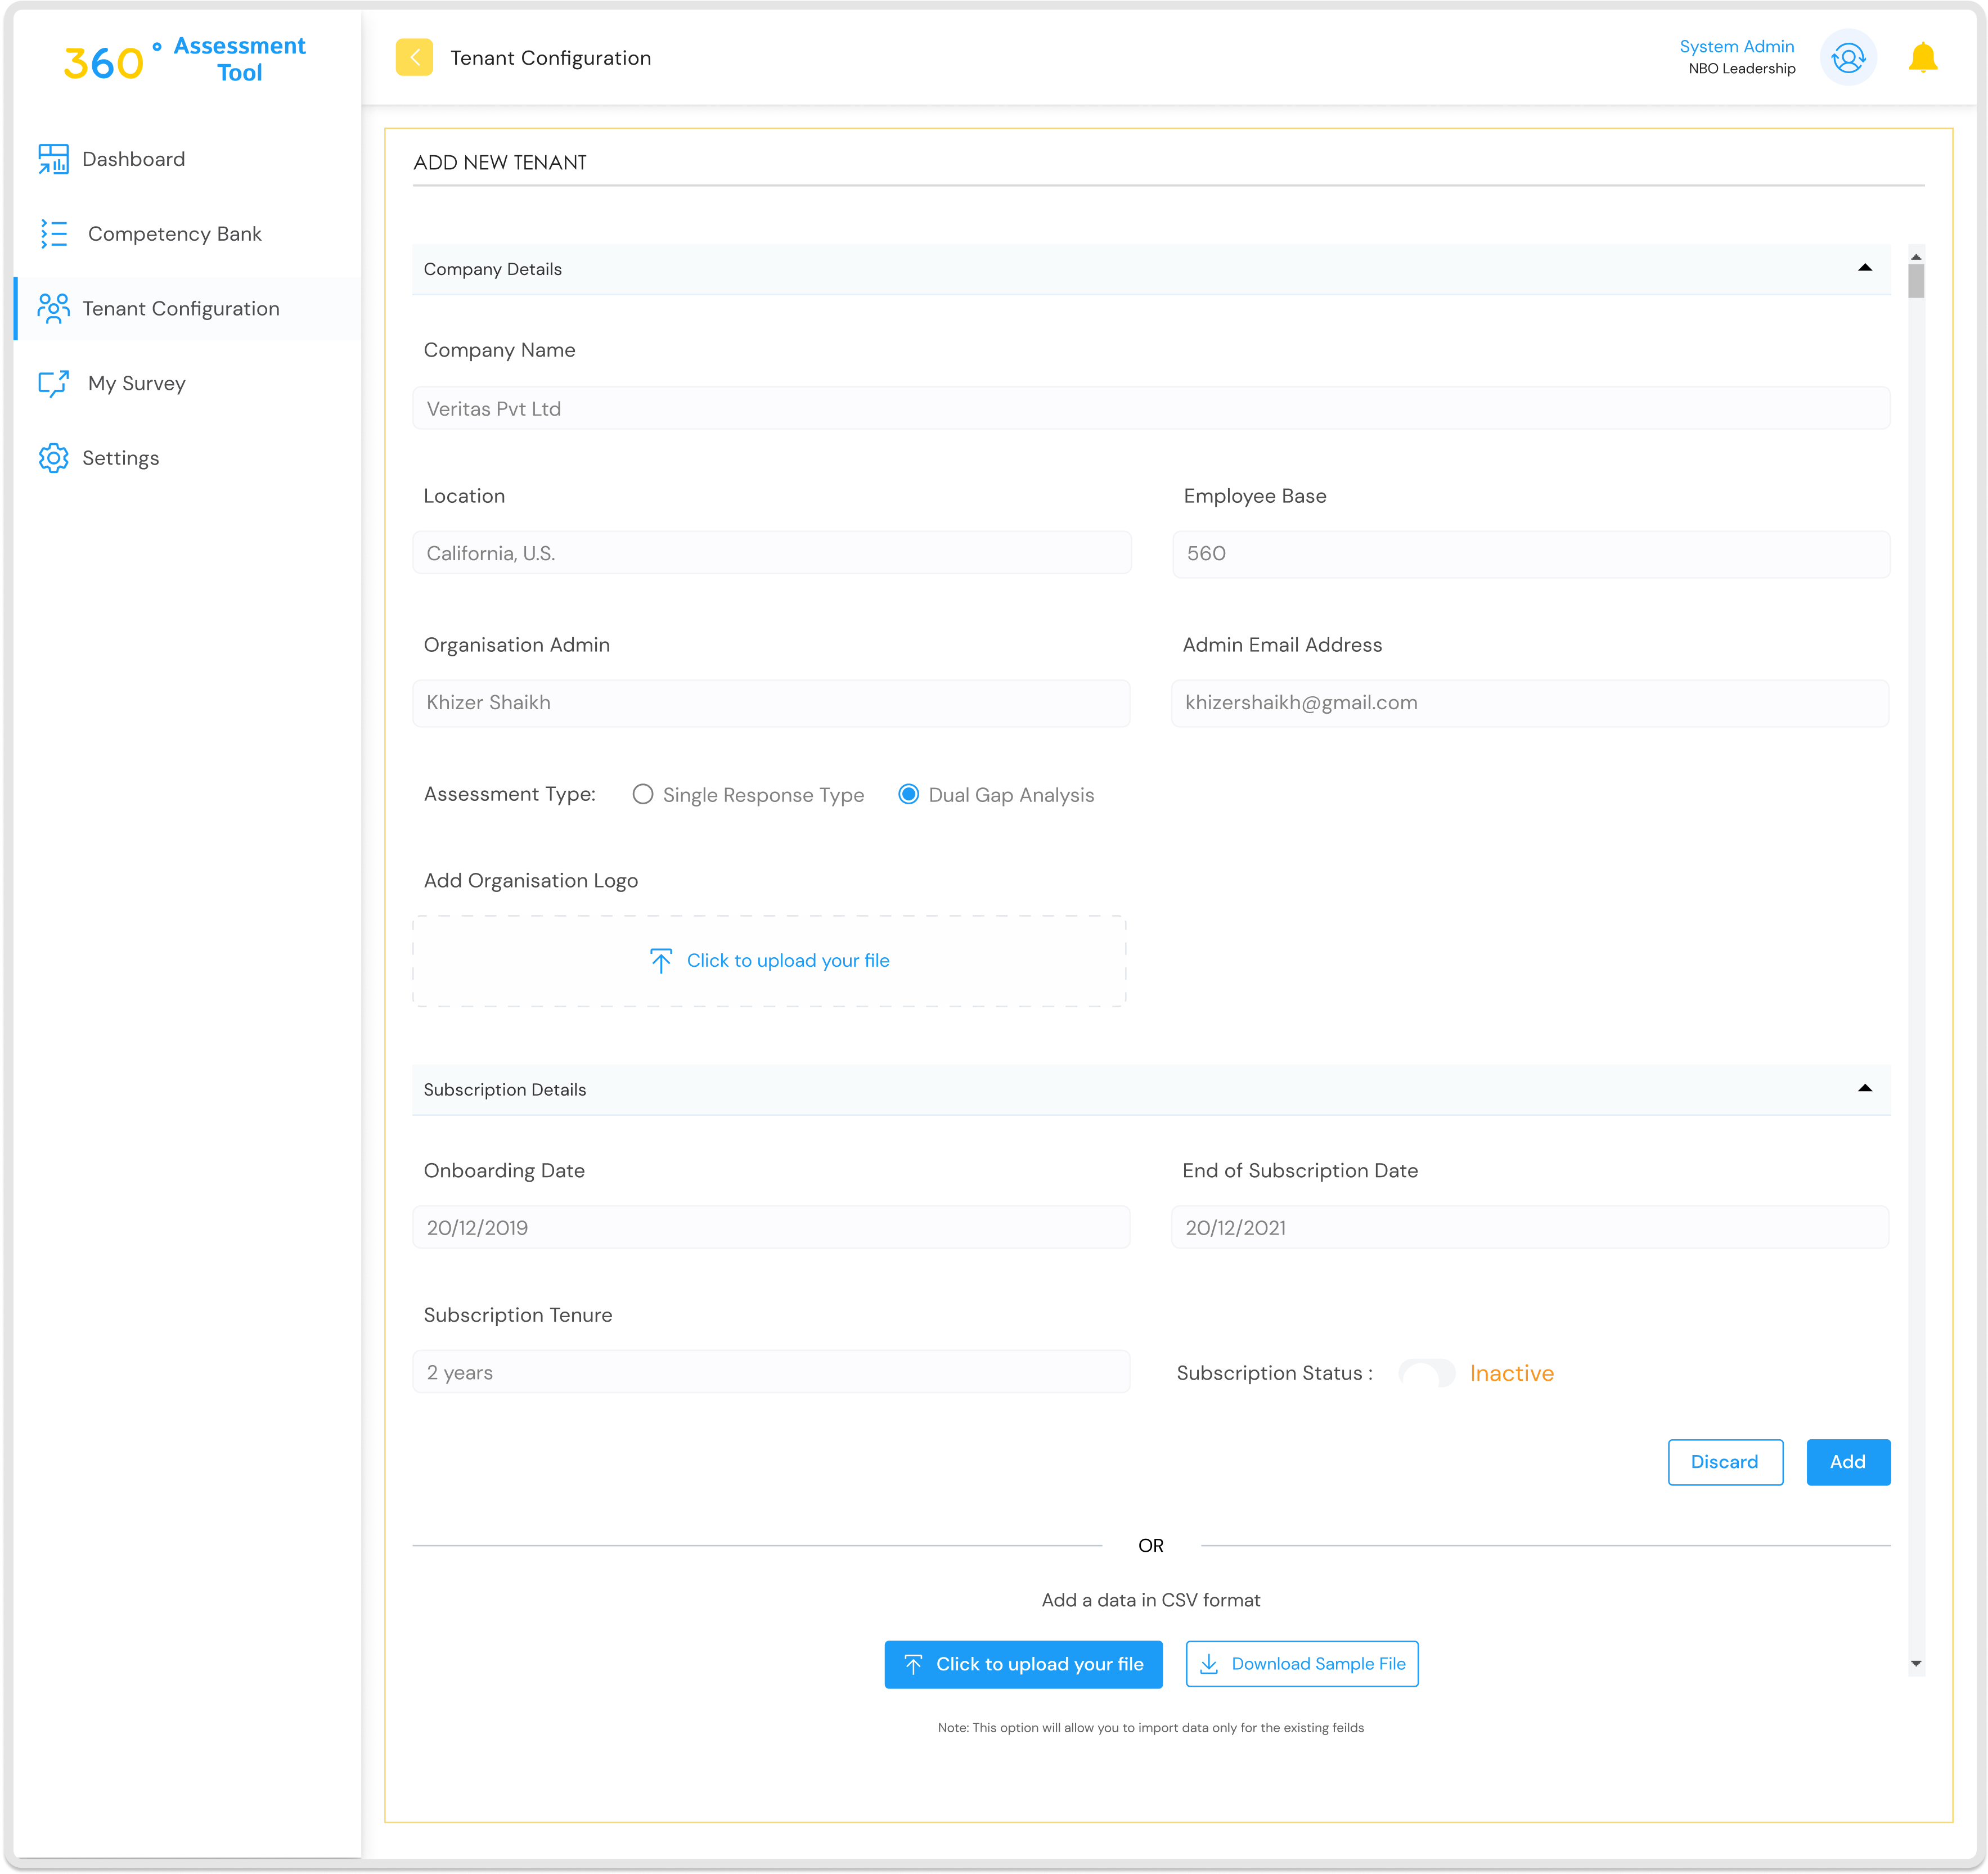 360° Assessment
Tool
Tenant Configuration
System Admin
NBO Leadership
Dashboard
Competency Bank
Tenant Configuration
My Survey
Settings
ADD NEW TENANT
Company Details
Company Name
Veritas Pvt Ltd
Location
Employee Base
California, U.S.
560
Organisation Admin
Admin Email Address
Khizer Shaikh
khizershaikh@gmail.com
Assessment Type: Single Response Type Dual Gap Analysis
Add Organisation Logo
Click to upload your file
Subscription Details
Onboarding Date
End of Subscription Date
20/12/2019
20/12/2021
Subscription Tenure
2 years
Subscription Status : Inactive
Discard
Add
OR
Add a data in CSV format
Click to upload your file
Download Sample File
Note: This option will allow you to import data only for the existing feilds